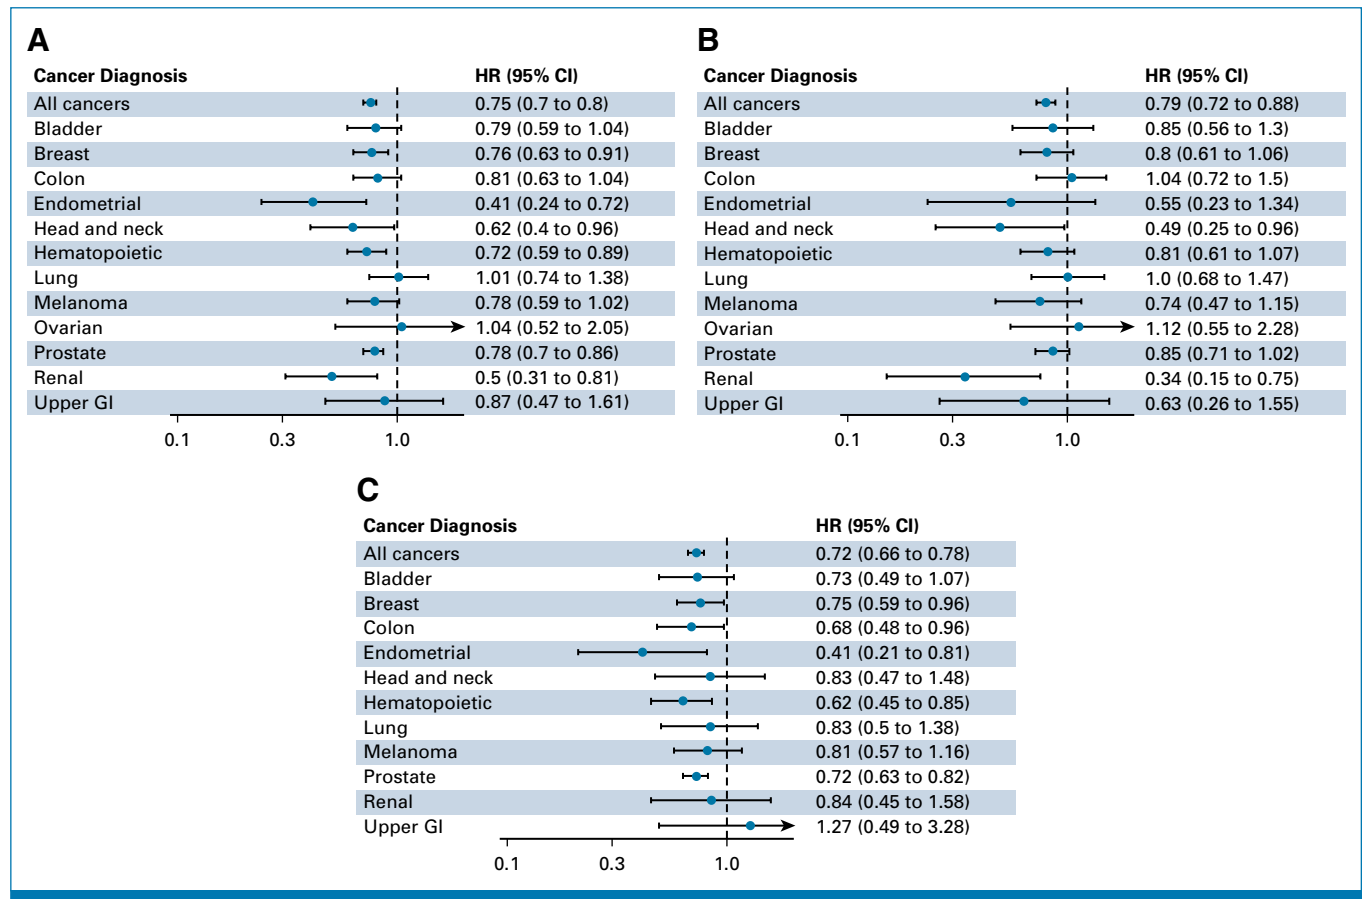 A
Cancer Diagnosis HR (95% CI)
All cancers 0.75 (0.7 to 0.8)
Bladder 0.79 (0.59 to 1.04)
Breast 0.76 (0.63 to 0.91)
Colon 0.81 (0.63 to 1.04)
Endometrial 0.41 (0.24 to 0.72)
Head and neck 0.62 (0.4 to 0.96)
Hematopoietic 0.72 (0.59 to 0.89)
Lung 1.01 (0.74 to 1.38)
Melanoma 0.78 (0.59 to 1.02)
Ovarian 1.04 (0.52 to 2.05)
Prostate 0.78 (0.7 to 0.86)
Renal 0.5 (0.31 to 0.81)
Upper GI 0.87 (0.47 to 1.61)
0.1 0.3 1.0
B
Cancer Diagnosis HR (95% CI)
All cancers 0.79 (0.72 to 0.88)
Bladder 0.85 (0.56 to 1.3)
Breast 0.8 (0.61 to 1.06)
Colon 1.04 (0.72 to 1.5)
Endometrial 0.55 (0.23 to 1.34)
Head and neck 0.49 (0.25 to 0.96)
Hematopoietic 0.81 (0.61 to 1.07)
Lung 1.0 (0.68 to 1.47)
Melanoma 0.74 (0.47 to 1.15)
Ovarian 1.12 (0.55 to 2.28)
Prostate 0.85 (0.71 to 1.02)
Renal 0.34 (0.15 to 0.75)
Upper GI 0.63 (0.26 to 1.55)
0.1 0.3 1.0
C
Cancer Diagnosis HR (95% CI)
All cancers 0.72 (0.66 to 0.78)
Bladder 0.73 (0.49 to 1.07)
Breast 0.75 (0.59 to 0.96)
Colon 0.68 (0.48 to 0.96)
Endometrial 0.41 (0.21 to 0.81)
Head and neck 0.83 (0.47 to 1.48)
Hematopoietic 0.62 (0.45 to 0.85)
Lung 0.83 (0.5 to 1.38)
Melanoma 0.81 (0.57 to 1.16)
Prostate 0.72 (0.63 to 0.82)
Renal 0.84 (0.45 to 1.58)
Upper GI 1.27 (0.49 to 3.28)
0.1 0.3 1.0